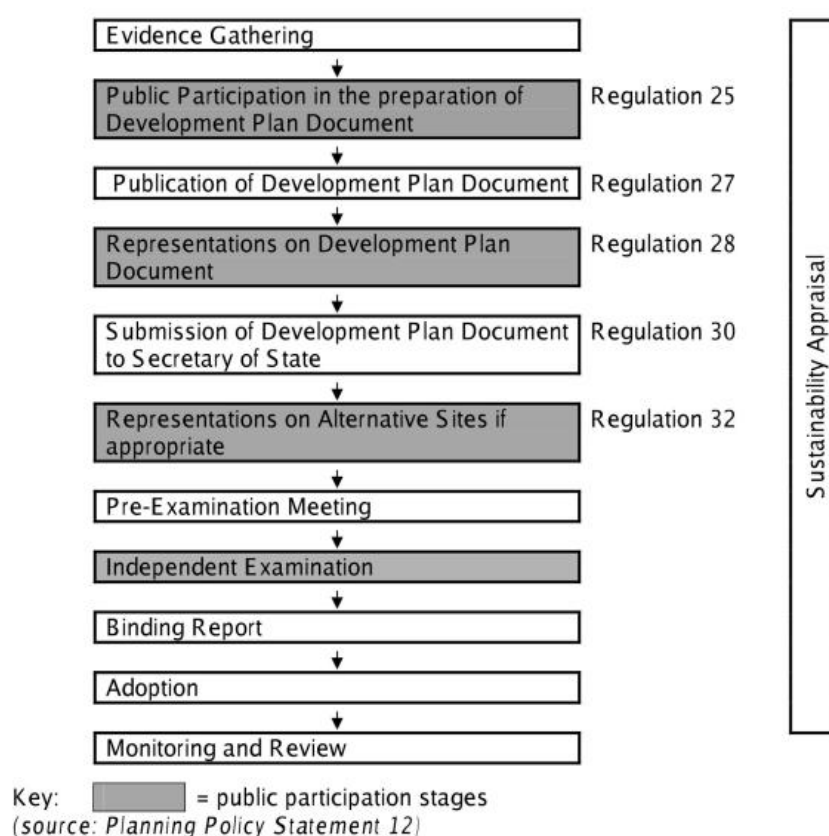 Evidence Gathering
Public Participation in the preparation of
Development Plan Document
Regulation 25
Publication of Development Plan Document
Regulation 27
Representations on Development Plan
Document
Regulation 28
Submission of Development Plan Document
to Secretary of State
Regulation 30
Representations on Alternative Sites if
appropriate
Regulation 32
Pre-Examination Meeting
Independent Examination
Binding Report
Adoption
Monitoring and Review
Sustainability Appraisal
Key: = public participation stages
(source: Planning Policy Statement 12)